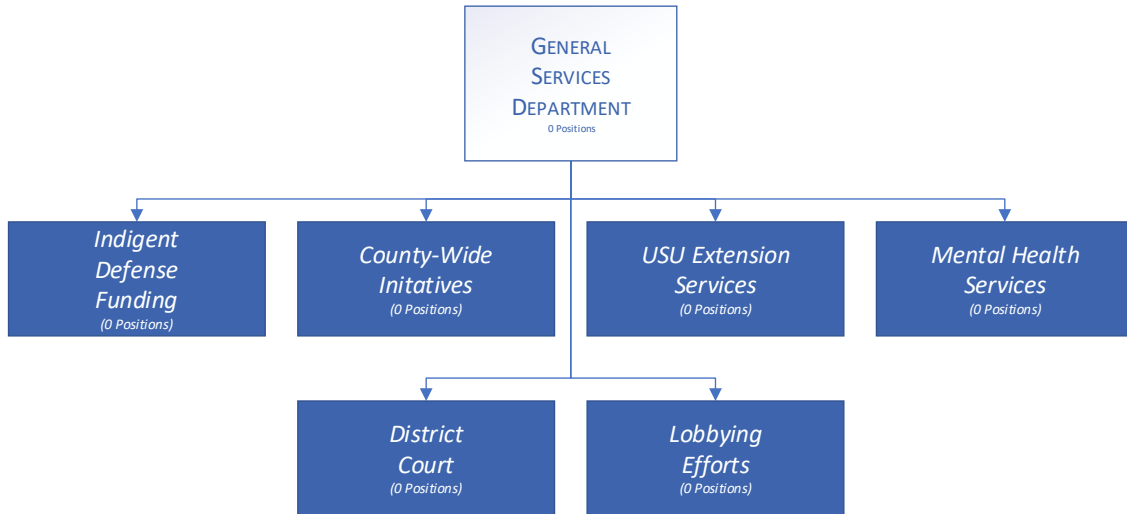 GENERAL
SERVICES
DEPARTMENT
0 Positions
Indigent
Defense
Funding
(0 Positions)
County-Wide
Initatives
(0 Positions)
USU Extension
Services
(0 Positions)
Mental Health
Services
(0 Positions)
District
Court
(0 Positions)
Lobbying
Efforts
(0 Positions)